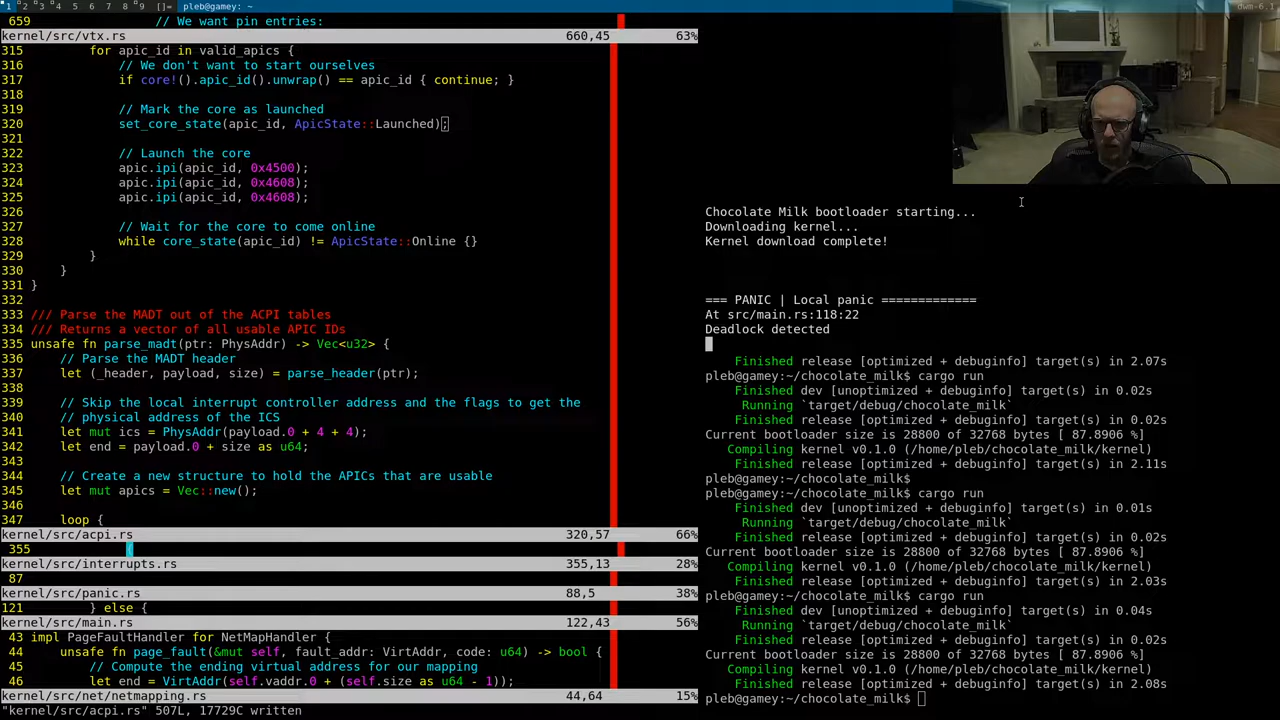 1 2 3 4 5 6 7 8 9 []= pleb@gamey: ~ dwm-6.1
659 // We want pin entries:
kernel/src/vtx.rs 660,45 63%
315 for apic_id in valid_apics {
316 // We don't want to start ourselves
317 if core!().apic_id().unwrap() == apic_id { continue; }
318
319 // Mark the core as launched
320 set_core_state(apic_id, ApicState::Launched);
321
322 // Launch the core
323 apic.ipi(apic_id, 0x4500);
324 apic.ipi(apic_id, 0x4608);
325 apic.ipi(apic_id, 0x4608);
326
327 // Wait for the core to come online
328 while core_state(apic_id) != ApicState::Online {}
329 }
330 }
331 }
332
333 /// Parse the MADT out of the ACPI tables
334 /// Returns a vector of all usable APIC IDs
335 unsafe fn parse_madt(ptr: PhysAddr) -> Vec<u32> {
336 // Parse the MADT header
337 let (_header, payload, size) = parse_header(ptr);
338
339 // Skip the local interrupt controller address and the flags to get the
340 // physical address of the ICS
341 let mut ics = PhysAddr(payload.0 + 4 + 4);
342 let end = payload.0 + size as u64;
343
344 // Create a new structure to hold the APICs that are usable
345 let mut apics = Vec::new();
346
347 loop {
kernel/src/acpi.rs 320,57 66%
355 {
kernel/src/interrupts.rs 355,13 28%
87
kernel/src/panic.rs 88,5 38%
121 } else {
kernel/src/main.rs 122,43 56%
43 impl PageFaultHandler for NetMapHandler {
44 unsafe fn page_fault(&mut self, fault_addr: VirtAddr, code: u64) -> bool {
45 // Compute the ending virtual address for our mapping
46 let end = VirtAddr(self.vaddr.0 + (self.size as u64 - 1));
kernel/src/net/netmapping.rs 44,64 15%
"kernel/src/acpi.rs" 507L, 17729C written
Chocolate Milk bootloader starting...
Downloading kernel...
Kernel download complete!
=== PANIC | Local panic =============
At src/main.rs:118:22
Deadlock detected
Finished release [optimized + debuginfo] target(s) in 2.07s
pleb@gamey:~/chocolate_milk$ cargo run
Finished dev [unoptimized + debuginfo] target(s) in 0.02s
Running `target/debug/chocolate_milk`
Finished release [optimized + debuginfo] target(s) in 0.02s
Current bootloader size is 28800 of 32768 bytes [ 87.8906 %]
Compiling kernel v0.1.0 (/home/pleb/chocolate_milk/kernel)
Finished release [optimized + debuginfo] target(s) in 2.11s
pleb@gamey:~/chocolate_milk$
pleb@gamey:~/chocolate_milk$ cargo run
Finished dev [unoptimized + debuginfo] target(s) in 0.01s
Running `target/debug/chocolate_milk`
Finished release [optimized + debuginfo] target(s) in 0.02s
Current bootloader size is 28800 of 32768 bytes [ 87.8906 %]
Compiling kernel v0.1.0 (/home/pleb/chocolate_milk/kernel)
Finished release [optimized + debuginfo] target(s) in 2.03s
pleb@gamey:~/chocolate_milk$ cargo run
Finished dev [unoptimized + debuginfo] target(s) in 0.04s
Running `target/debug/chocolate_milk`
Finished release [optimized + debuginfo] target(s) in 0.02s
Current bootloader size is 28800 of 32768 bytes [ 87.8906 %]
Compiling kernel v0.1.0 (/home/pleb/chocolate_milk/kernel)
Finished release [optimized + debuginfo] target(s) in 2.08s
pleb@gamey:~/chocolate_milk$